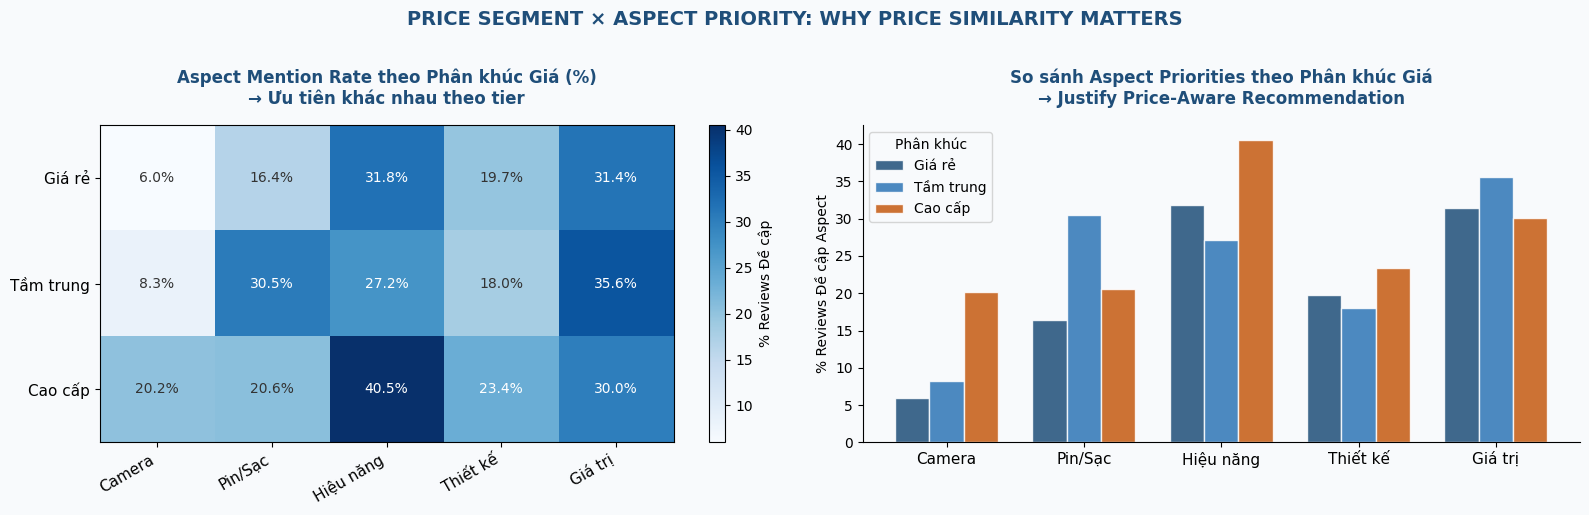 PRICE SEGMENT × ASPECT PRIORITY: WHY PRICE SIMILARITY MATTERS
Aspect Mention Rate theo Phân khúc Giá (%)
→ Ưu tiên khác nhau theo tier
Giá rẻ
6.0%
16.4%
31.8%
19.7%
31.4%
Tầm trung
8.3%
30.5%
27.2%
18.0%
35.6%
Cao cấp
20.2%
20.6%
40.5%
23.4%
30.0%
Camera
Pin/Sạc
Hiệu năng
Thiết kế
Giá trị
40
35
30
25
20
15
10
% Reviews Đề cập
So sánh Aspect Priorities theo Phân khúc Giá
→ Justify Price-Aware Recommendation
% Reviews Đề cập Aspect
40
35
30
25
20
15
10
5
0
Phân khúc
Giá rẻ
Tầm trung
Cao cấp
Camera
Pin/Sạc
Hiệu năng
Thiết kế
Giá trị